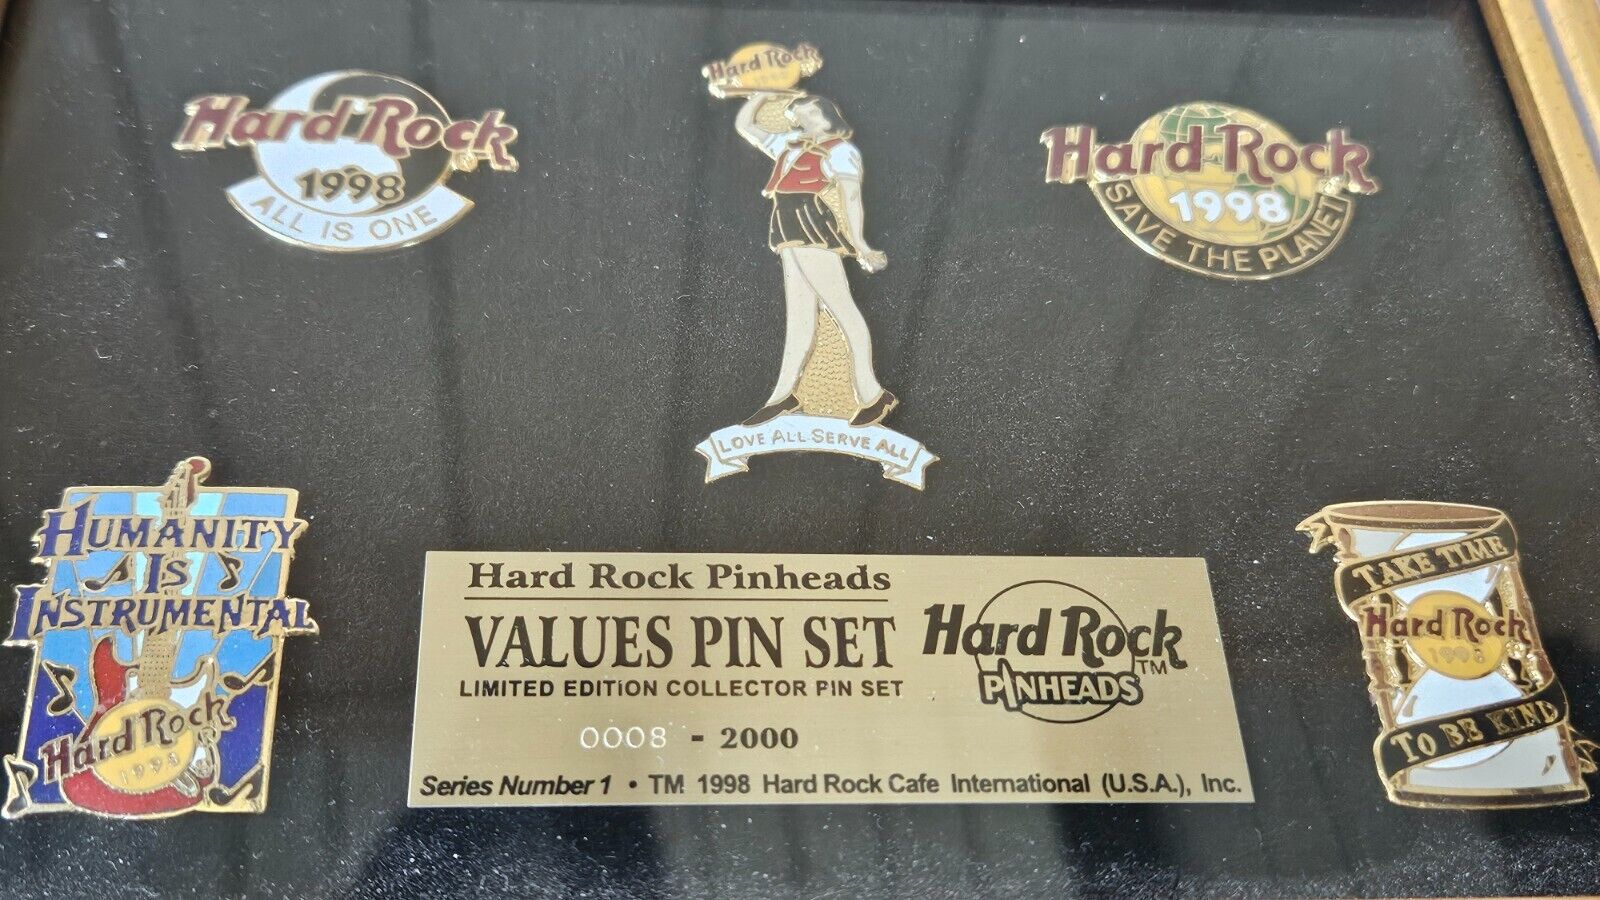 Hard Rock
1998
ALL IS ONE
Hard Rock
1998
LOVE ALL SERVE ALL
Hard Rock
1998
SAVE THE PLANET
HUMANITY
IS
INSTRUMENTAL
Hard Rock
1998
Hard Rock Pinheads
VALUES PIN SET
LIMITED EDITION COLLECTOR PIN SET
0008 - 2000
Hard Rock TM
PINHEADS
Series Number 1 • TM 1998 Hard Rock Cafe International (U.S.A.), Inc.
TAKE TIME
Hard Rock
1998
TO BE KIND